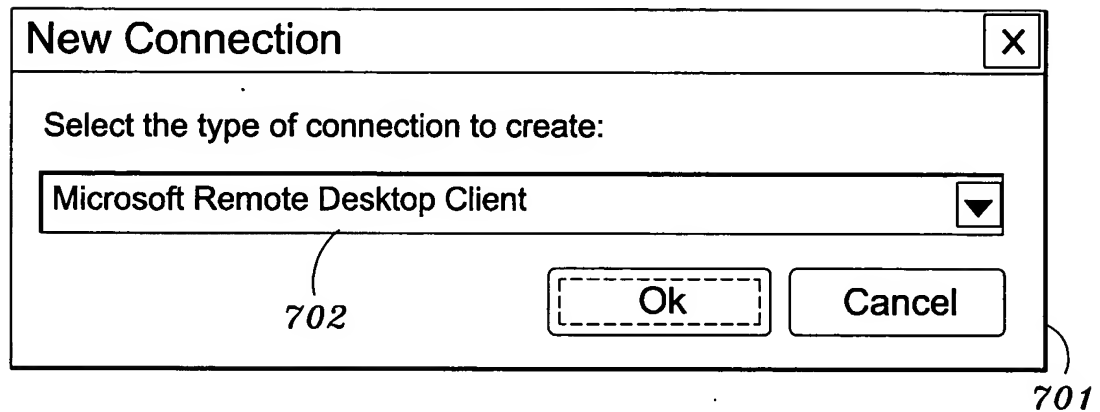 New Connection X
Select the type of connection to create:
Microsoft Remote Desktop Client
702
Ok Cancel
701